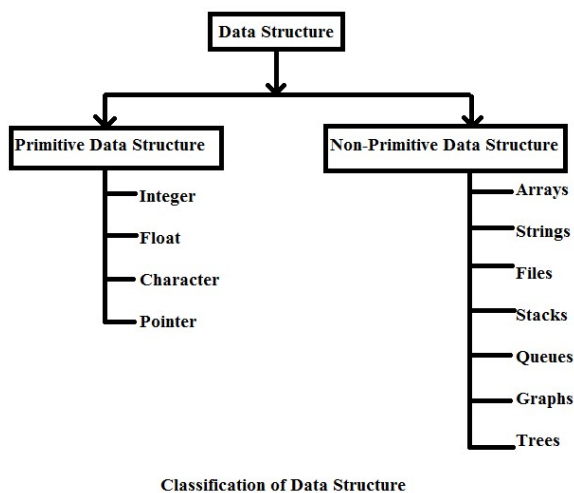 Data Structure
Primitive Data Structure
Integer
Float
Character
Pointer
Non-Primitive Data Structure
Arrays
Strings
Files
Stacks
Queues
Graphs
Trees
Classification of Data Structure